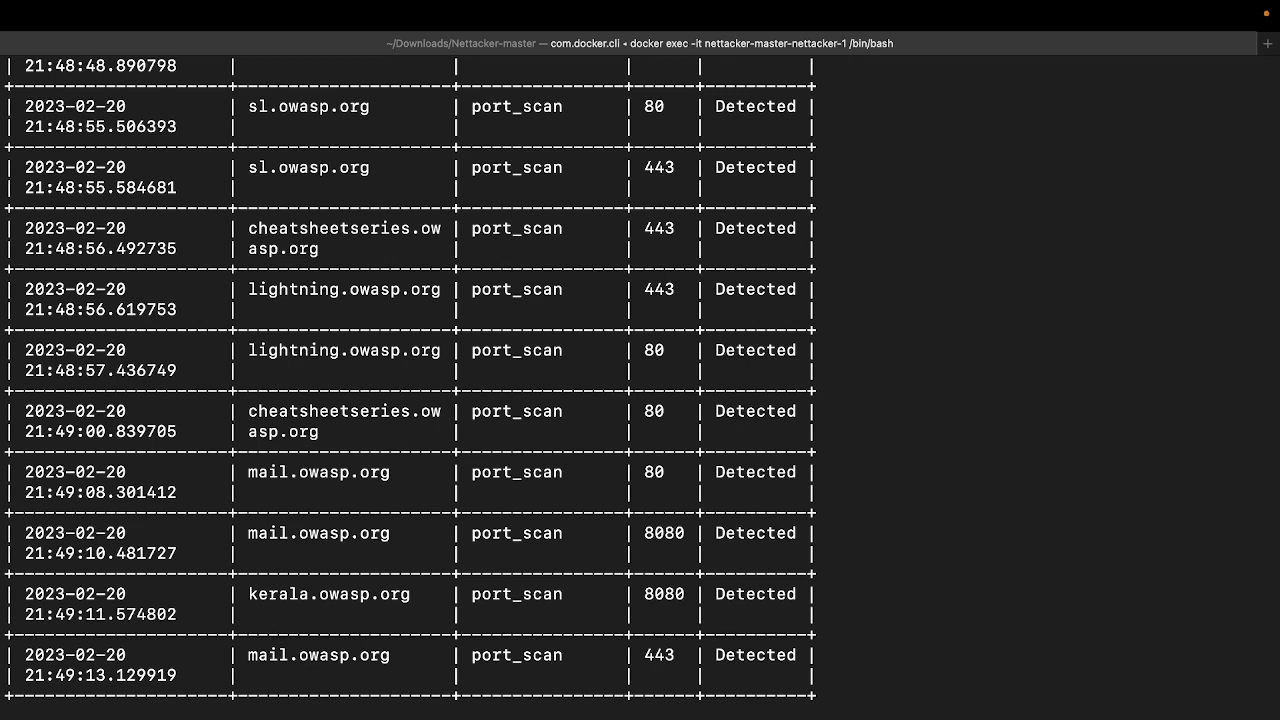 ~/Downloads/Nettacker-master — com.docker.cli ◂ docker exec -it nettacker-master-nettacker-1 /bin/bash
| 21:48:48.890798 | | | | |
| 2023-02-20 | sl.owasp.org | port_scan | 80 | Detected |
| 21:48:55.506393 | | | | |
| 2023-02-20 | sl.owasp.org | port_scan | 443 | Detected |
| 21:48:55.584681 | | | | |
| 2023-02-20 | cheatsheetseries.ow | port_scan | 443 | Detected |
| 21:48:56.492735 | asp.org | | | |
| 2023-02-20 | lightning.owasp.org | port_scan | 443 | Detected |
| 21:48:56.619753 | | | | |
| 2023-02-20 | lightning.owasp.org | port_scan | 80 | Detected |
| 21:48:57.436749 | | | | |
| 2023-02-20 | cheatsheetseries.ow | port_scan | 80 | Detected |
| 21:49:00.839705 | asp.org | | | |
| 2023-02-20 | mail.owasp.org | port_scan | 80 | Detected |
| 21:49:08.301412 | | | | |
| 2023-02-20 | mail.owasp.org | port_scan | 8080 | Detected |
| 21:49:10.481727 | | | | |
| 2023-02-20 | kerala.owasp.org | port_scan | 8080 | Detected |
| 21:49:11.574802 | | | | |
| 2023-02-20 | mail.owasp.org | port_scan | 443 | Detected |
| 21:49:13.129919 | | | | |